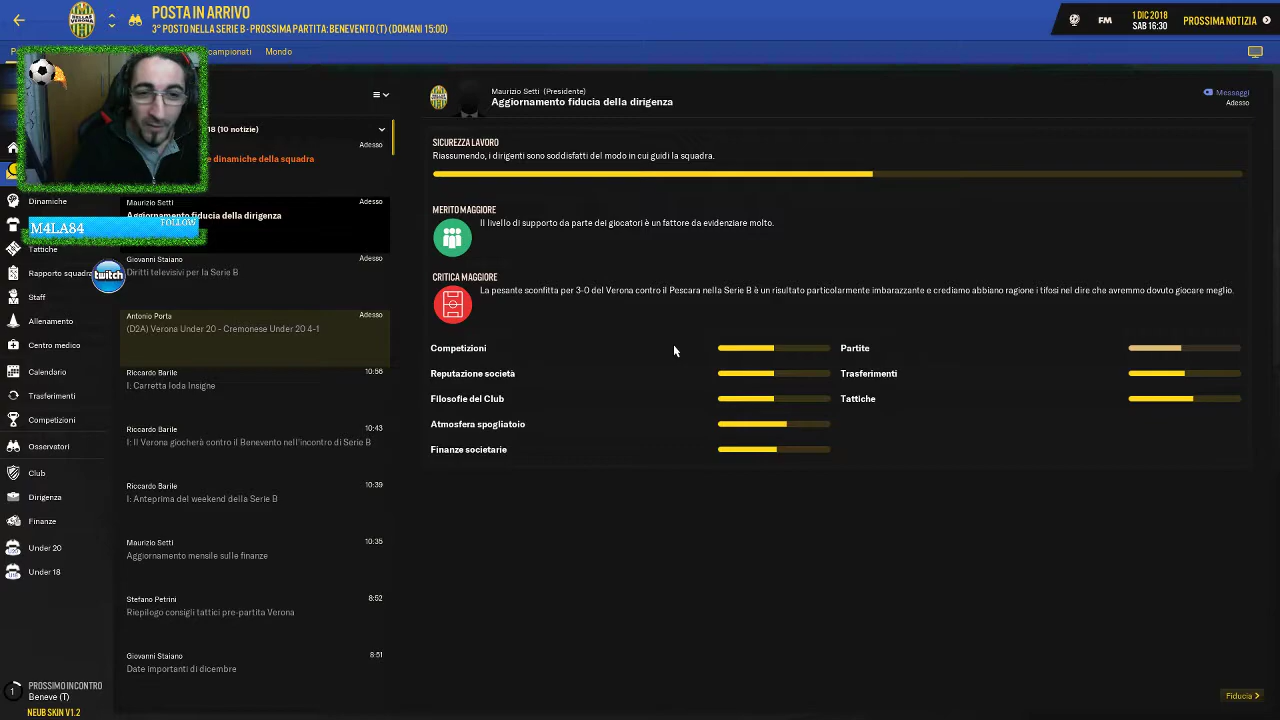 POSTA IN ARRIVO
3° POSTO NELLA SERIE B - PROSSIMA PARTITA: BENEVENTO (T) (DOMANI 15:00)
FM
1 DIC 2018
SAB 16:30
PROSSIMA NOTIZIA
campionati
Mondo
18 (10 notizie)
Adesso
e dinamiche della squadra
Maurizio Setti
Adesso
Aggiornamento fiducia della dirigenza
M4LA84
FOLLOW
twitch
Giovanni Staiano
Adesso
Diritti televisivi per la Serie B
Antonio Porta
Adesso
(D2A) Verona Under 20 - Cremonese Under 20 4-1
Riccardo Barile
10:56
I: Carretta loda Insigne
Riccardo Barile
10:43
I: Il Verona giocherà contro il Benevento nell'incontro di Serie B
Riccardo Barile
10:39
I: Anteprima del weekend della Serie B
Maurizio Setti
10:35
Aggiornamento mensile sulle finanze
Stefano Petrini
8:52
Riepilogo consigli tattici pre-partita Verona
Giovanni Staiano
8:51
Date importanti di dicembre
Dinamiche
Tattiche
Rapporto squadra
Staff
Allenamento
Centro medico
Calendario
Trasferimenti
Competizioni
Osservatori
Club
Dirigenza
Finanze
Under 20
Under 18
1
PROSSIMO INCONTRO
Beneve (T)
NEUB SKIN V1.2
Maurizio Setti (Presidente)
Aggiornamento fiducia della dirigenza
Messaggi
Adesso
SICUREZZA LAVORO
Riassumendo, i dirigenti sono soddisfatti del modo in cui guidi la squadra.
MERITO MAGGIORE
Il livello di supporto da parte dei giocatori è un fattore da evidenziare molto.
CRITICA MAGGIORE
La pesante sconfitta per 3-0 del Verona contro il Pescara nella Serie B è un risultato particolarmente imbarazzante e crediamo abbiano ragione i tifosi nel dire che avremmo dovuto giocare meglio.
Competizioni
Partite
Reputazione società
Trasferimenti
Filosofie del Club
Tattiche
Atmosfera spogliatoio
Finanze societarie
Fiducia